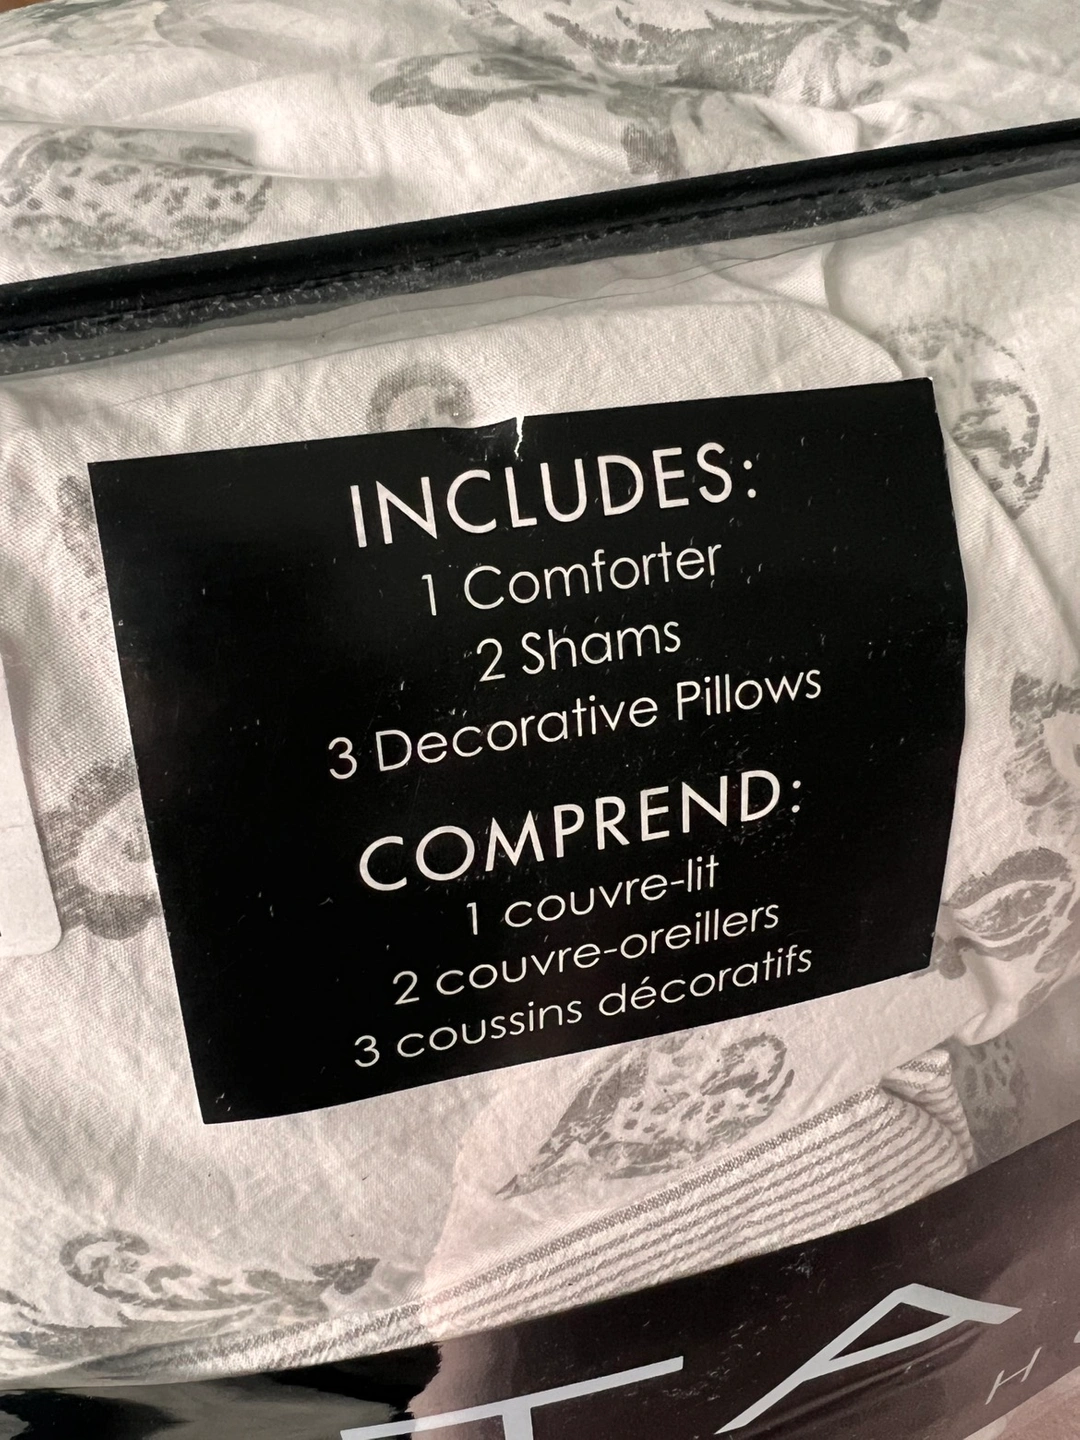 INCLUDES:
1 Comforter
2 Shams
3 Decorative Pillows
COMPREND:
1 couvre-lit
2 couvre-oreillers
3 coussins décoratifs